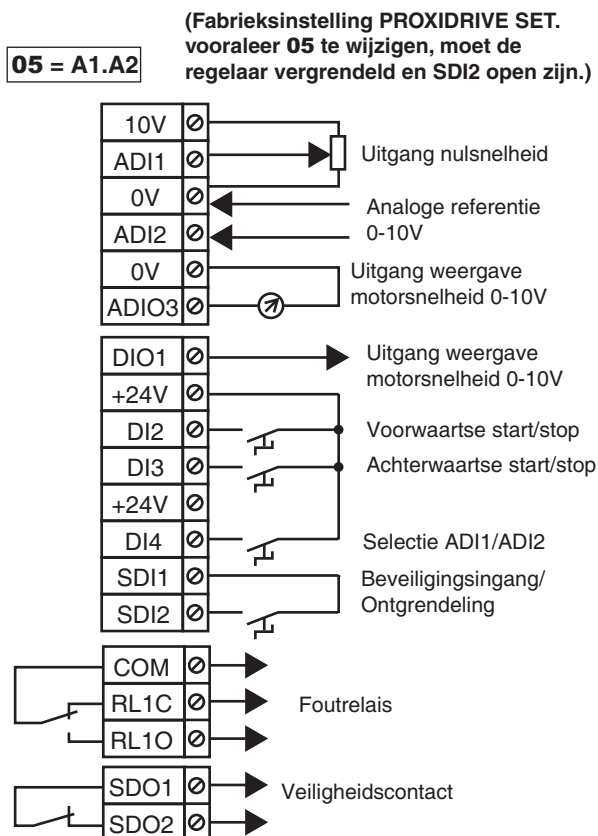 (Fabrieksinstelling PROXIDRIVE SET.
vooraleer 05 te wijzigen, moet de
regelaar vergrendeld en SDI2 open zijn.)
05 = A1.A2
10V
ADI1
Uitgang nulsnelheid
0V
Analoge referentie
ADI2
0-10V
0V
Uitgang weergave
motorsnelheid 0-10V
ADIO3
DIO1
Uitgang weergave
motorsnelheid 0-10V
+24V
DI2
Voorwaartse start/stop
DI3
Achterwaartse start/stop
+24V
DI4
Selectie ADI1/ADI2
SDI1
Beveiligingsingang/
Ontgrendeling
SDI2
COM
RL1C
Foutrelais
RL1O
SDO1
Veiligheidscontact
SDO2